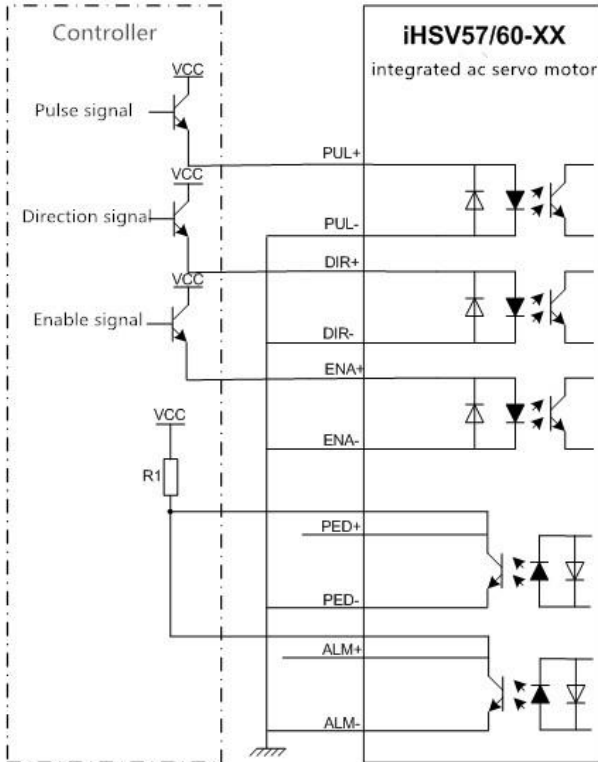 Controller
iHSV57/60-XX
integrated ac servo motor
VCC
Pulse signal
PUL+
VCC
Direction signal
PUL-
DIR+
VCC
Enable signal
DIR-
ENA+
VCC
ENA-
R1
PED+
PED-
ALM+
ALM-